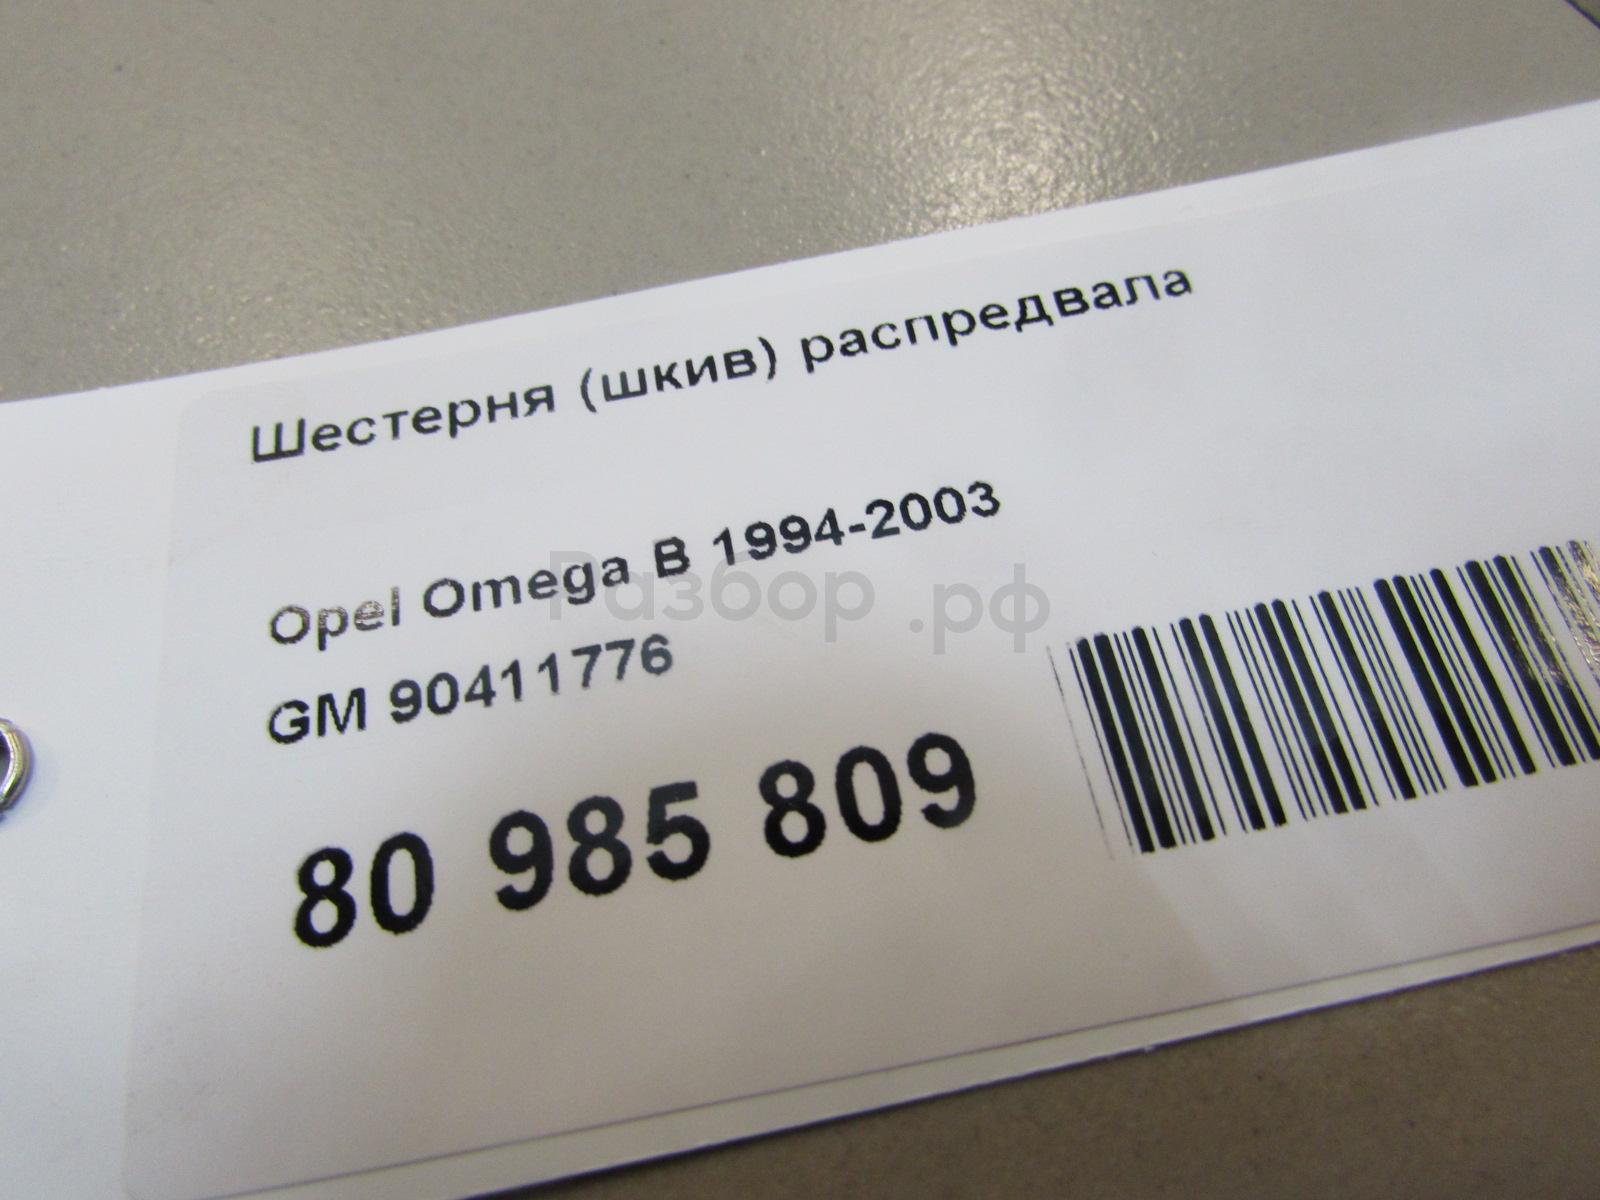 Шестерня (шкив) распредвала
Opel Omega B 1994-2003
Разбор.рф
GM 90411776
80 985 809